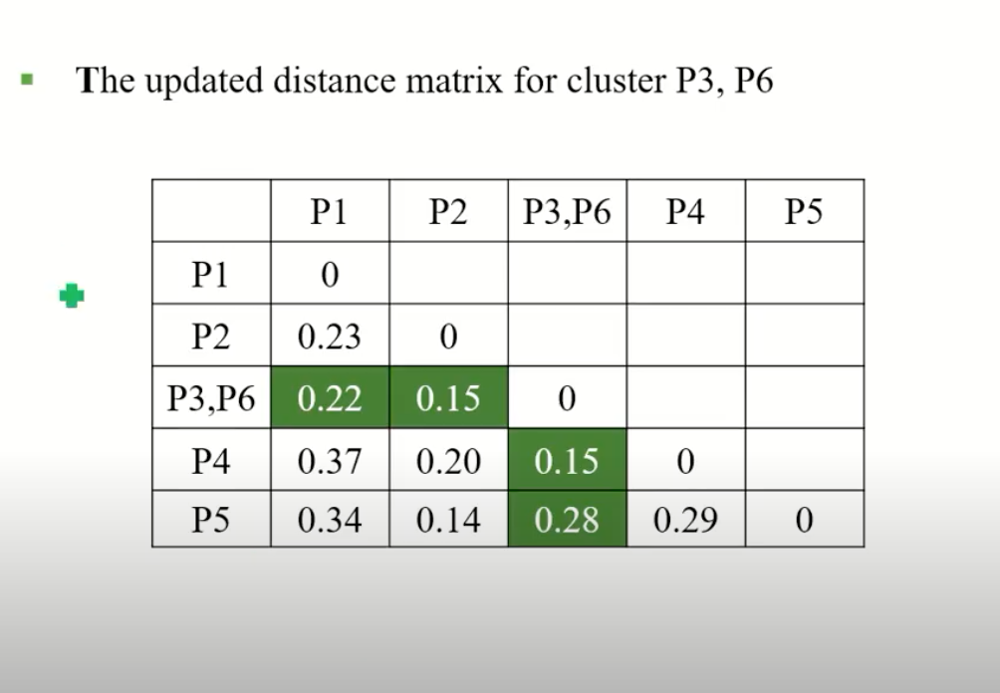 The updated distance matrix for cluster P3, P6
P1 P2 P3,P6 P4 P5
P1 0
P2 0.23 0
P3,P6 0.22 0.15 0
P4 0.37 0.20 0.15 0
P5 0.34 0.14 0.28 0.29 0